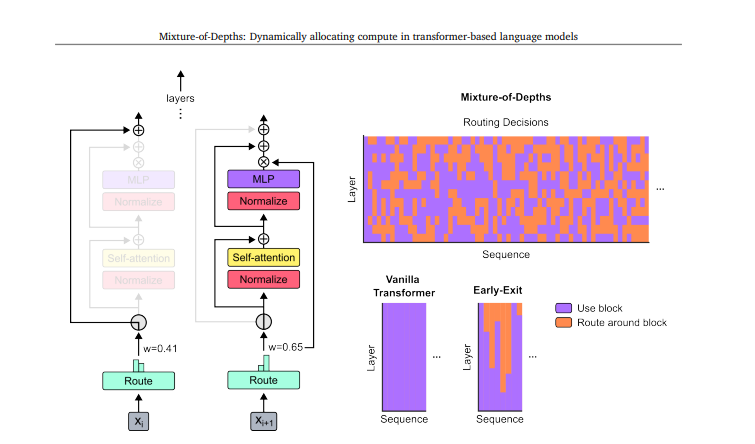 Mixture-of-Depths: Dynamically allocating compute in transformer-based language models
layers
⋮
MLP
Normalize
Self-attention
Normalize
w=0.41
Route
Xi
MLP
Normalize
Self-attention
Normalize
w=0.65
Route
Xi+1
Mixture-of-Depths
Routing Decisions
Layer
...
Sequence
Vanilla
Transformer
Layer
...
Sequence
Early-Exit
Layer
...
Sequence
Use block
Route around block